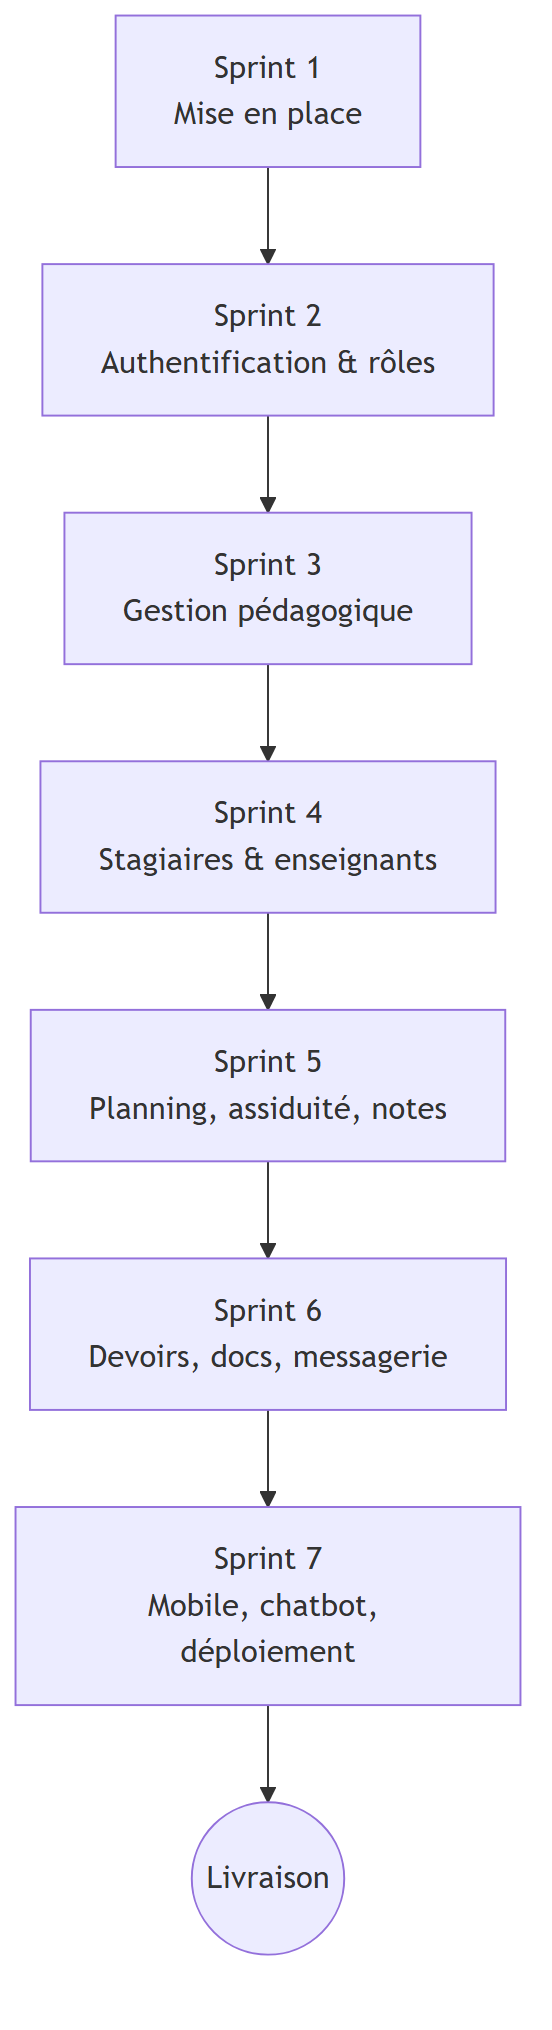 Sprint 1
Mise en place
Sprint 2
Authentification & rôles
Sprint 3
Gestion pédagogique
Sprint 4
Stagiaires & enseignants
Sprint 5
Planning, assiduité, notes
Sprint 6
Devoirs, docs, messagerie
Sprint 7
Mobile, chatbot,
déploiement
Livraison